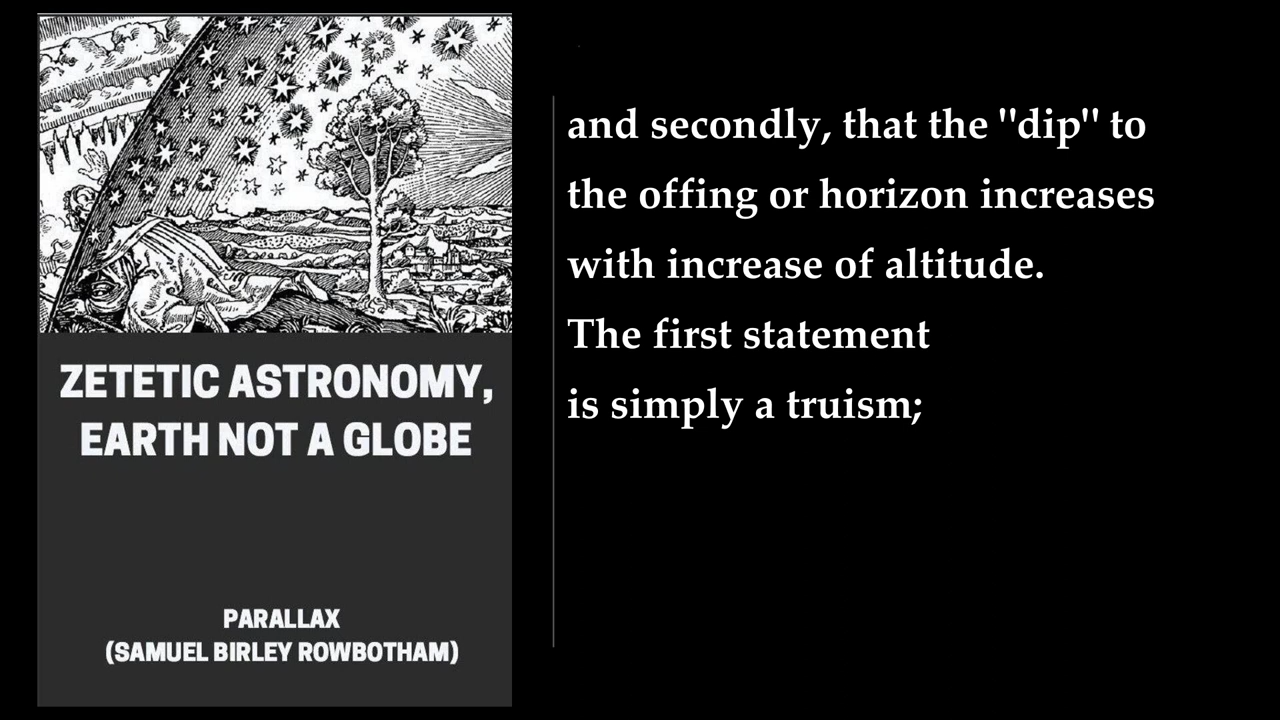 ZETETIC ASTRONOMY,
EARTH NOT A GLOBE
PARALLAX
(SAMUEL BIRLEY ROWBOTHAM)
and secondly, that the "dip" to
the offing or horizon increases
with increase of altitude.
The first statement
is simply a truism;